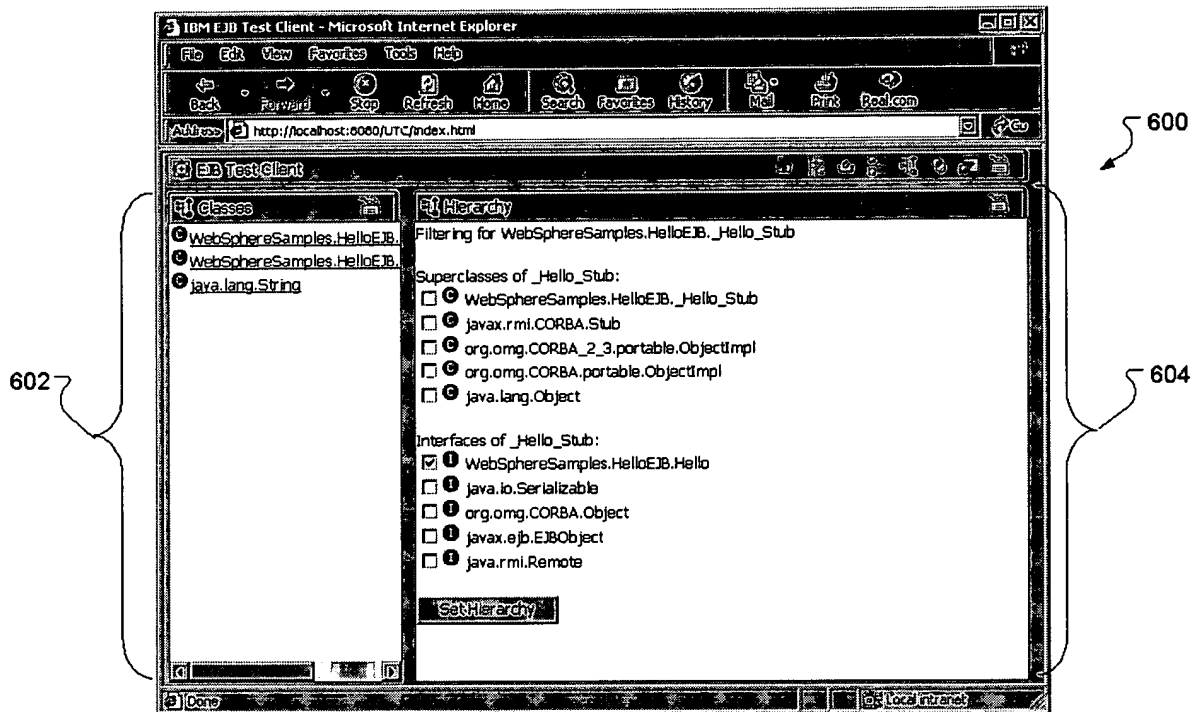 IBM EJB Test Client - Microsoft Internet Explorer
File Edit View Favorites Tools Help
Back Forward Stop Refresh Home Search Favorites History Mail Print Real.com
Address http://localhost:8080/UTC/index.html Go
600
EJB Test Client
Classes
WebSphereSamples.HelloEJB.
WebSphereSamples.HelloEJB.
java.lang.String
602
Hierarchy
Filtering for WebSphereSamples.HelloEJB._Hello_Stub
Superclasses of _Hello_Stub:
WebSphereSamples.HelloEJB._Hello_Stub
javax.rmi.CORBA.Stub
org.omg.CORBA_2_3.portable.ObjectImpl
org.omg.CORBA.portable.ObjectImpl
java.lang.Object
Interfaces of _Hello_Stub:
WebSphereSamples.HelloEJB.Hello
java.io.Serializable
org.omg.CORBA.Object
javax.ejb.EJBObject
java.rmi.Remote
Set Hierarchy
604
Done Local intranet